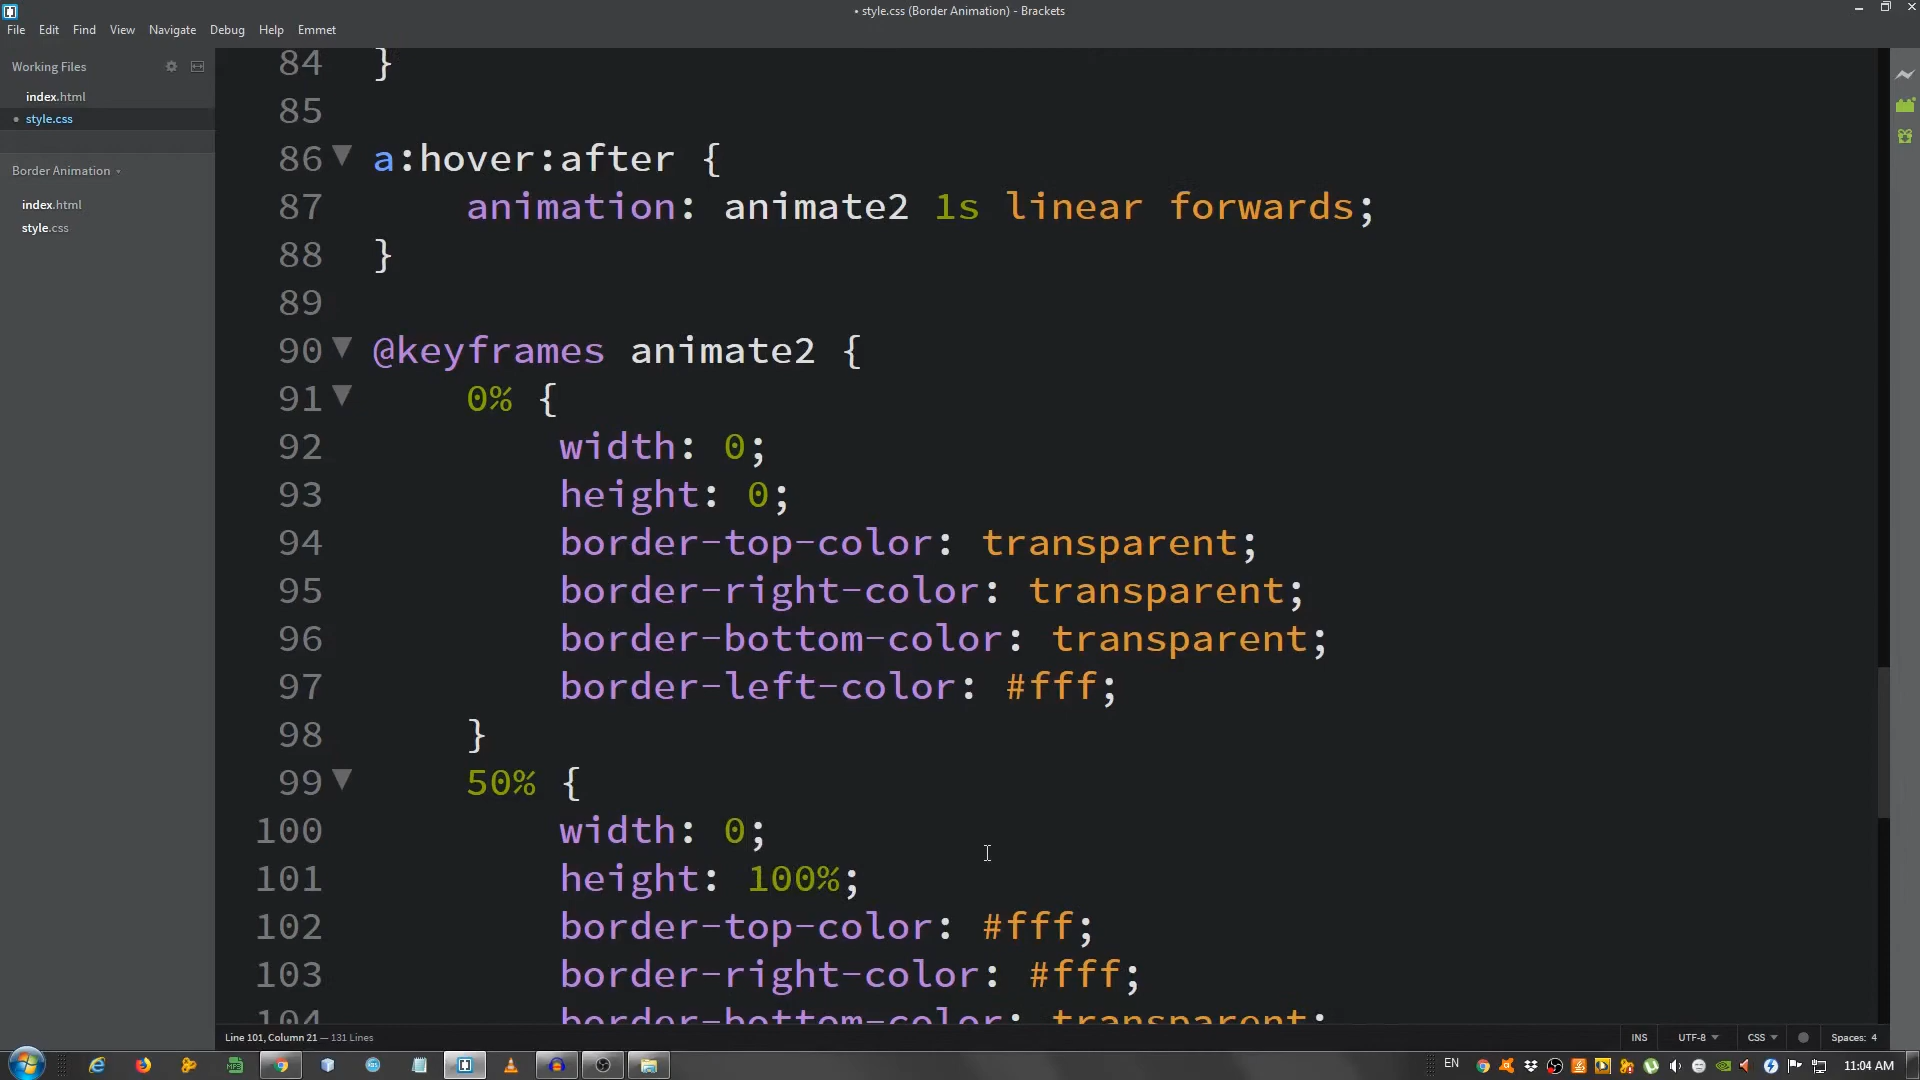 • style.css (Border Animation) - Brackets
File Edit Find View Navigate Debug Help Emmet
Working Files
index.html
• style.css
Border Animation
index.html
style.css
84 }
85
86 a:hover:after {
87 animation: animate2 1s linear forwards;
88 }
89
90 @keyframes animate2 {
91 0% {
92 width: 0;
93 height: 0;
94 border-top-color: transparent;
95 border-right-color: transparent;
96 border-bottom-color: transparent;
97 border-left-color: #fff;
98 }
99 50% {
100 width: 0;
101 height: 100%;
102 border-top-color: #fff;
103 border-right-color: #fff;
104 border-bottom-color: transparent;
Line 101, Column 21 — 131 Lines
INS UTF-8 CSS Spaces: 4
EN 11:04 AM